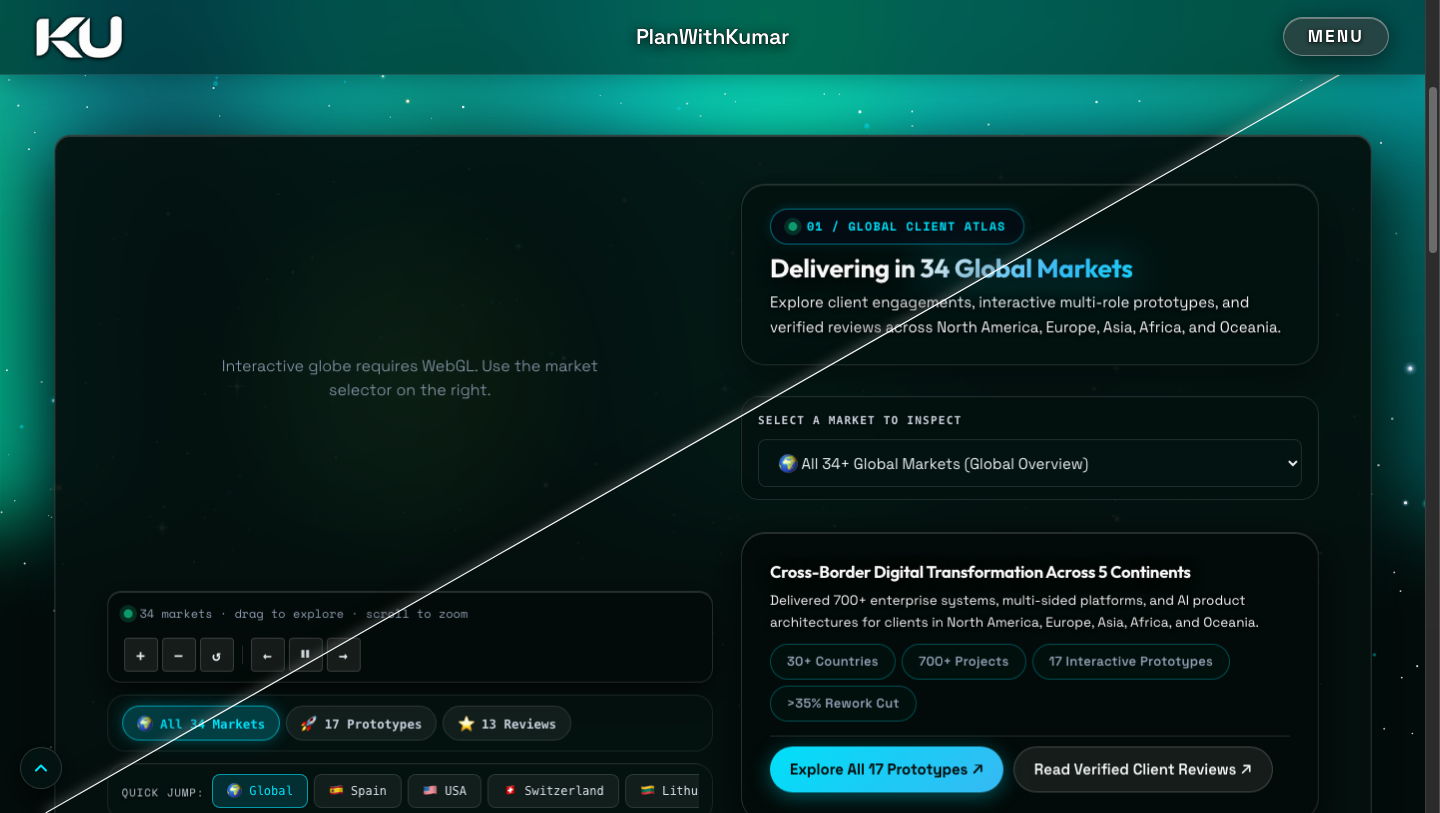 KU
PlanWithKumar
MENU
Interactive globe requires WebGL. Use the market
selector on the right.
34 markets · drag to explore · scroll to zoom
+ − ↺ ← → 
All 34 Markets
17 Prototypes
13 Reviews
QUICK JUMP:
Global
Spain
USA
Switzerland
Lithu
01 / GLOBAL CLIENT ATLAS
Delivering in 34 Global Markets
Explore client engagements, interactive multi-role prototypes, and
verified reviews across North America, Europe, Asia, Africa, and Oceania.
SELECT A MARKET TO INSPECT
All 34+ Global Markets (Global Overview)
Cross-Border Digital Transformation Across 5 Continents
Delivered 700+ enterprise systems, multi-sided platforms, and AI product
architectures for clients in North America, Europe, Asia, Africa, and Oceania.
30+ Countries
700+ Projects
17 Interactive Prototypes
>35% Rework Cut
Explore All 17 Prototypes ↗
Read Verified Client Reviews ↗